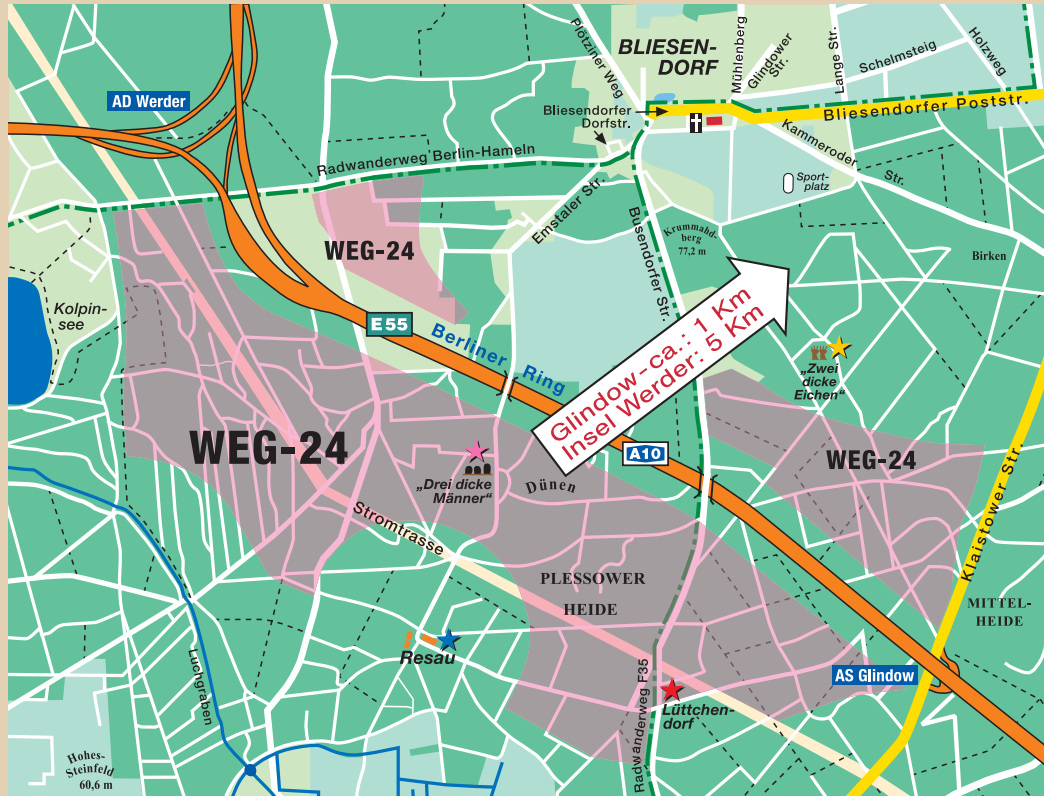 Plötziner Weg
BLIESEN-
DORF
Mühlenberg
Glindower
Str.
Lange Str.
Schelmsteig
Holzweg
AD Werder
Bliesendorfer
Dorfstr.
Bliesendorfer Poststr.
Kammeroder
Str.
Radwanderweg Berlin-Hameln
Sport-
platz
Emstaler Str.
Busendorfer Str.
Krummahd-
berg
77,2 m
Birken
WEG-24
Kolpin-
see
E 55
Berliner Ring
Glindow-ca.: 1 Km
Insel Werder: 5 Km
„Zwei
dicke
Eichen“
WEG-24
A10
WEG-24
„Drei dicke
Männer“
Dünen
Klaistower Str.
Stromtrasse
PLESSOWER
HEIDE
MITTEL-
HEIDE
Resau
Luchgraben
AS Glindow
Radwanderweg F35
Lüttchen-
dorf
Hohes-
Steinfeld
60,6 m